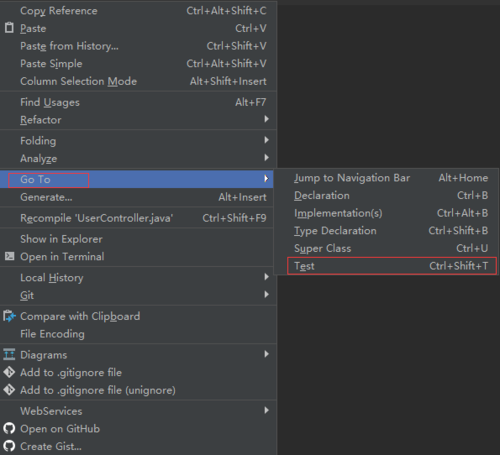 Copy Reference Ctrl+Alt+Shift+C
Paste Ctrl+V
Paste from History... Ctrl+Shift+V
Paste Simple Ctrl+Alt+Shift+V
Column Selection Mode Alt+Shift+Insert
Find Usages Alt+F7
Refactor
Folding
Analyze
Go To
Generate... Alt+Insert
Recompile 'UserController.java' Ctrl+Shift+F9
Show in Explorer
Open in Terminal
Local History
Git
Compare with Clipboard
File Encoding
Diagrams
Add to .gitignore file
Add to .gitignore file (unignore)
WebServices
Open on GitHub
Create Gist...
Jump to Navigation Bar Alt+Home
Declaration Ctrl+B
Implementation(s) Ctrl+Alt+B
Type Declaration Ctrl+Shift+B
Super Class Ctrl+U
Test Ctrl+Shift+T